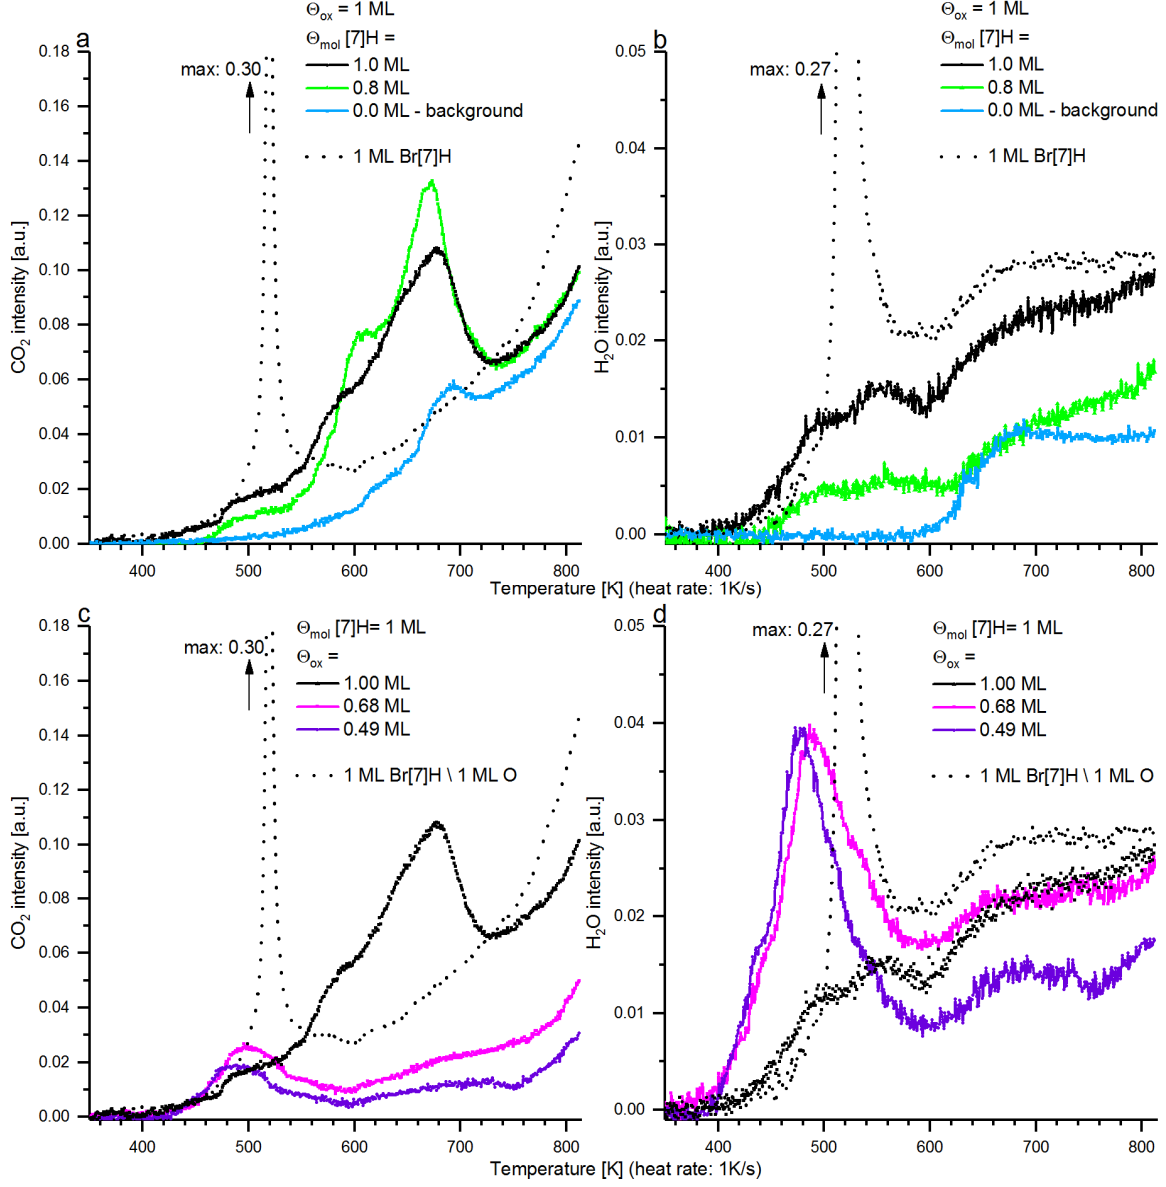 a
Θox = 1 ML
Θmol [7]H =
1.0 ML
0.8 ML
0.0 ML - background
1 ML Br[7]H
max: 0.30
0.18
0.16
0.14
0.12
0.10
0.08
0.06
0.04
0.02
0.00
CO2 intensity [a.u.]
400 500 600 700 800
b
Θox = 1 ML
Θmol [7]H =
1.0 ML
0.8 ML
0.0 ML - background
1 ML Br[7]H
max: 0.27
0.05
0.04
0.03
0.02
0.01
0.00
H2O intensity [a.u.]
400 500 600 700 800
Temperature [K] (heat rate: 1K/s)
c
Θmol [7]H= 1 ML
Θox =
1.00 ML
0.68 ML
0.49 ML
1 ML Br[7]H \ 1 ML O
max: 0.30
0.18
0.16
0.14
0.12
0.10
0.08
0.06
0.04
0.02
0.00
CO2 intensity [a.u.]
400 500 600 700 800
d
Θmol [7]H= 1 ML
Θox =
1.00 ML
0.68 ML
0.49 ML
1 ML Br[7]H \ 1 ML O
max: 0.27
0.05
0.04
0.03
0.02
0.01
0.00
H2O intensity [a.u.]
400 500 600 700 800
Temperature [K] (heat rate: 1K/s)